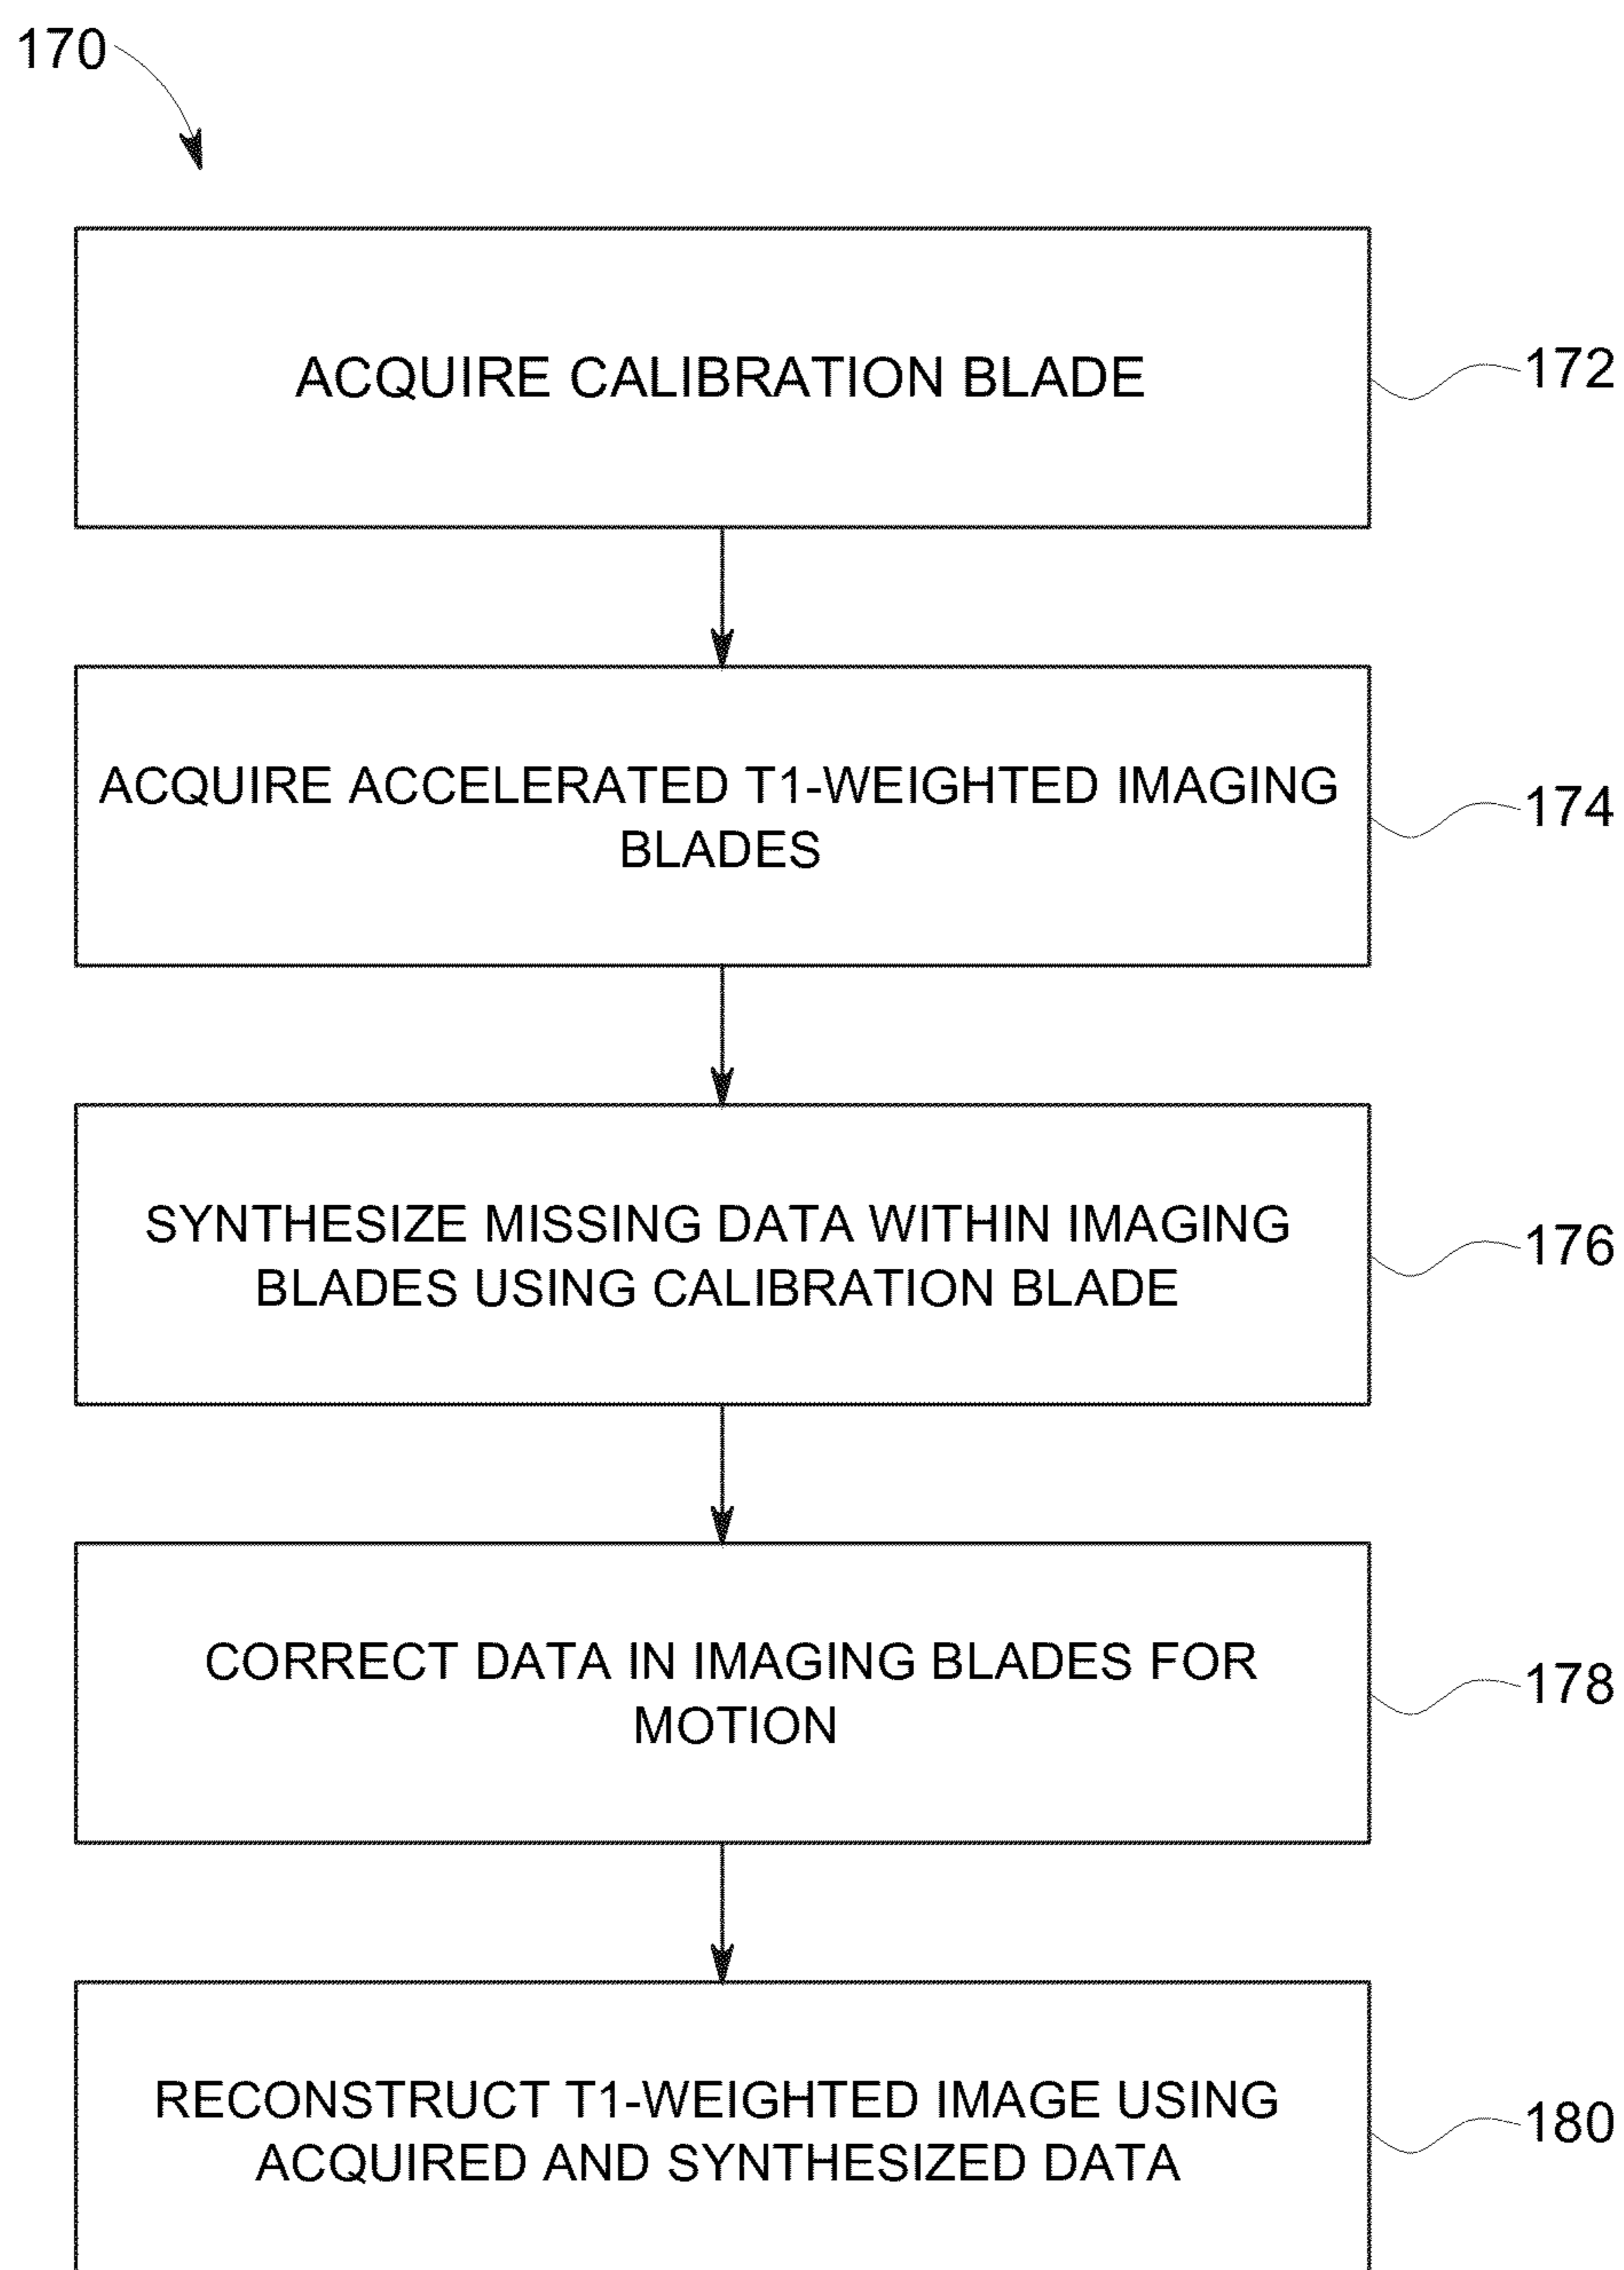 170
ACQUIRE CALIBRATION BLADE
172
ACQUIRE ACCELERATED T1-WEIGHTED IMAGING
BLADES
174
SYNTHESIZE MISSING DATA WITHIN IMAGING
BLADES USING CALIBRATION BLADE
176
CORRECT DATA IN IMAGING BLADES FOR
MOTION
178
RECONSTRUCT T1-WEIGHTED IMAGE USING
ACQUIRED AND SYNTHESIZED DATA
180